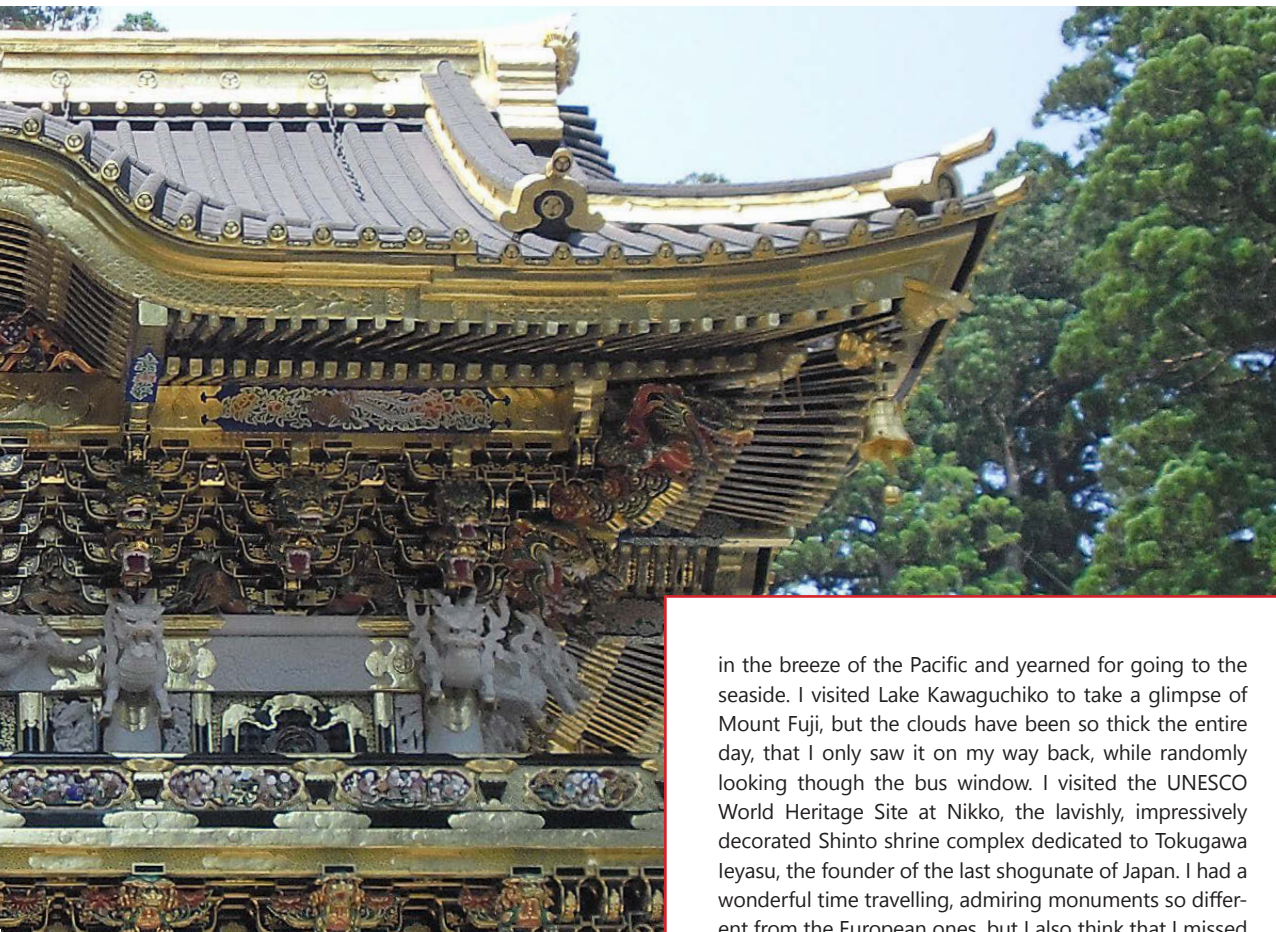 in the breeze of the Pacific and yearned for going to the
seaside. I visited Lake Kawaguchiko to take a glimpse of
Mount Fuji, but the clouds have been so thick the entire
day, that I only saw it on my way back, while randomly
looking though the bus window. I visited the UNESCO
World Heritage Site at Nikko, the lavishly, impressively
decorated Shinto shrine complex dedicated to Tokugawa
Ieyasu, the founder of the last shogunate of Japan. I had a
wonderful time travelling, admiring monuments so differ-
ent from the European ones, but I also think that I missed